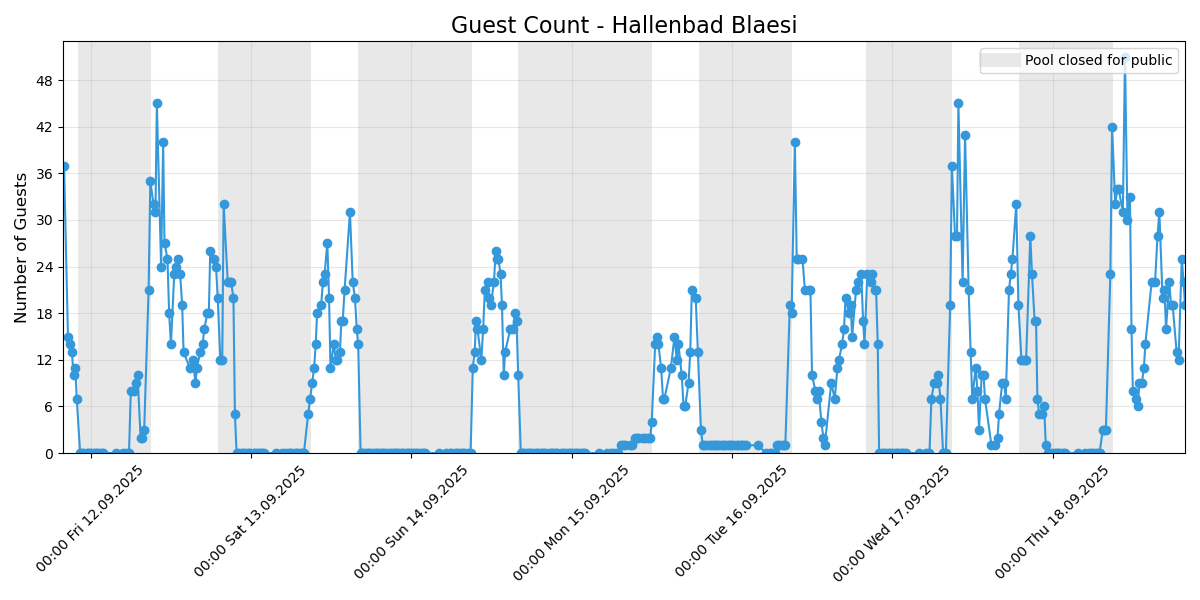 Guest Count - Hallenbad Blaesi
Pool closed for public
Number of Guests
48
42
36
30
24
18
12
6
0
00:00 Fri 12.09.2025
00:00 Sat 13.09.2025
00:00 Sun 14.09.2025
00:00 Mon 15.09.2025
00:00 Tue 16.09.2025
00:00 Wed 17.09.2025
00:00 Thu 18.09.2025